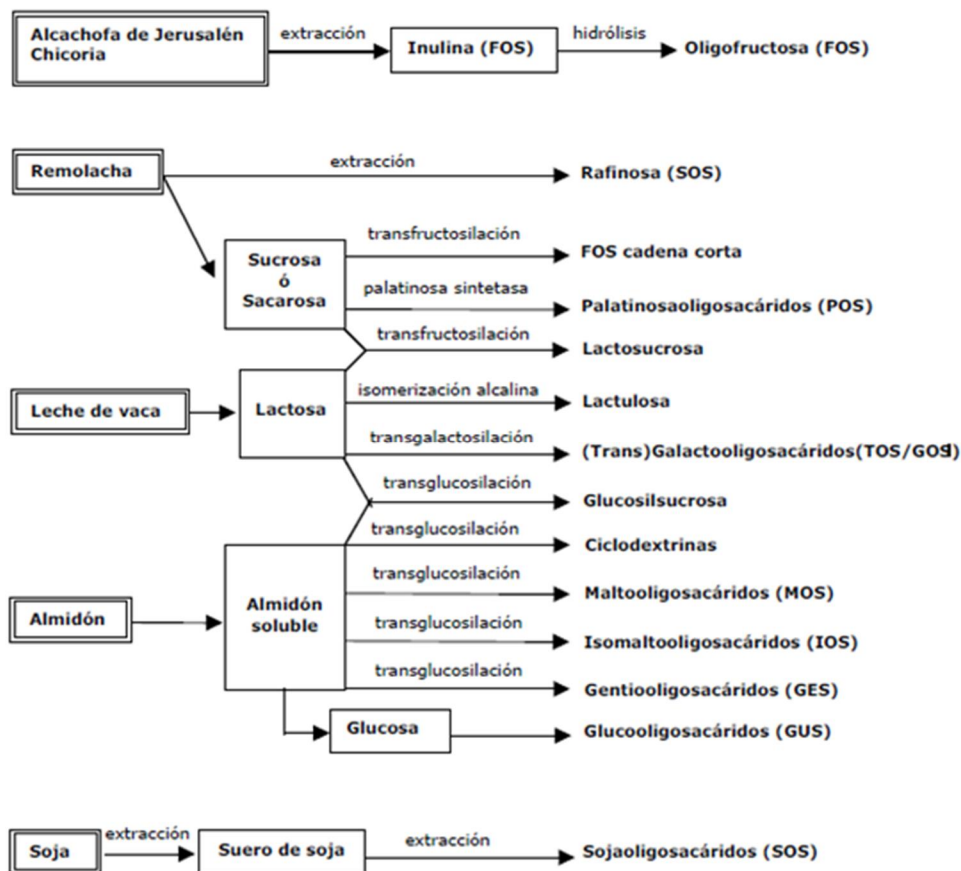 Alcachofa de Jerusalén
Chicoria
extracción
Inulina (FOS)
hidrólisis
Oligofructosa (FOS)
Remolacha
extracción
Rafinosa (SOS)
Sucrosa
ó
Sacarosa
transfructosilación
FOS cadena corta
palatinosa sintetasa
Palatinosaoligosacáridos (POS)
transfructosilación
Lactosucrosa
Leche de vaca
Lactosa
isomerización alcalina
Lactulosa
transgalactosilación
(Trans)Galactooligosacáridos(TOS/GOS)
transglucosilación
Glucosilsucrosa
transglucosilación
Ciclodextrinas
Almidón
Almidón
soluble
transglucosilación
Maltooligosacáridos (MOS)
transglucosilación
Isomaltooligosacáridos (IOS)
transglucosilación
Gentiooligosacáridos (GES)
Glucosa
Glucooligosacáridos (GUS)
Soja
extracción
Suero de soja
extracción
Sojaoligosacáridos (SOS)